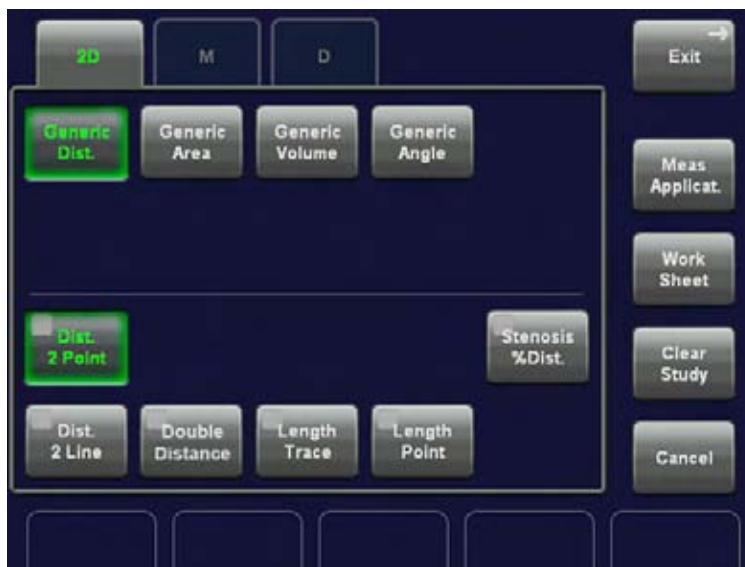 2D
M
D
Exit
Generic
Dist.
Generic
Area
Generic
Volume
Generic
Angle
Meas
Applicat.
Work
Sheet
Dist.
2 Point
Stenosis
%Dist.
Clear
Study
Dist.
2 Line
Double
Distance
Length
Trace
Length
Point
Cancel